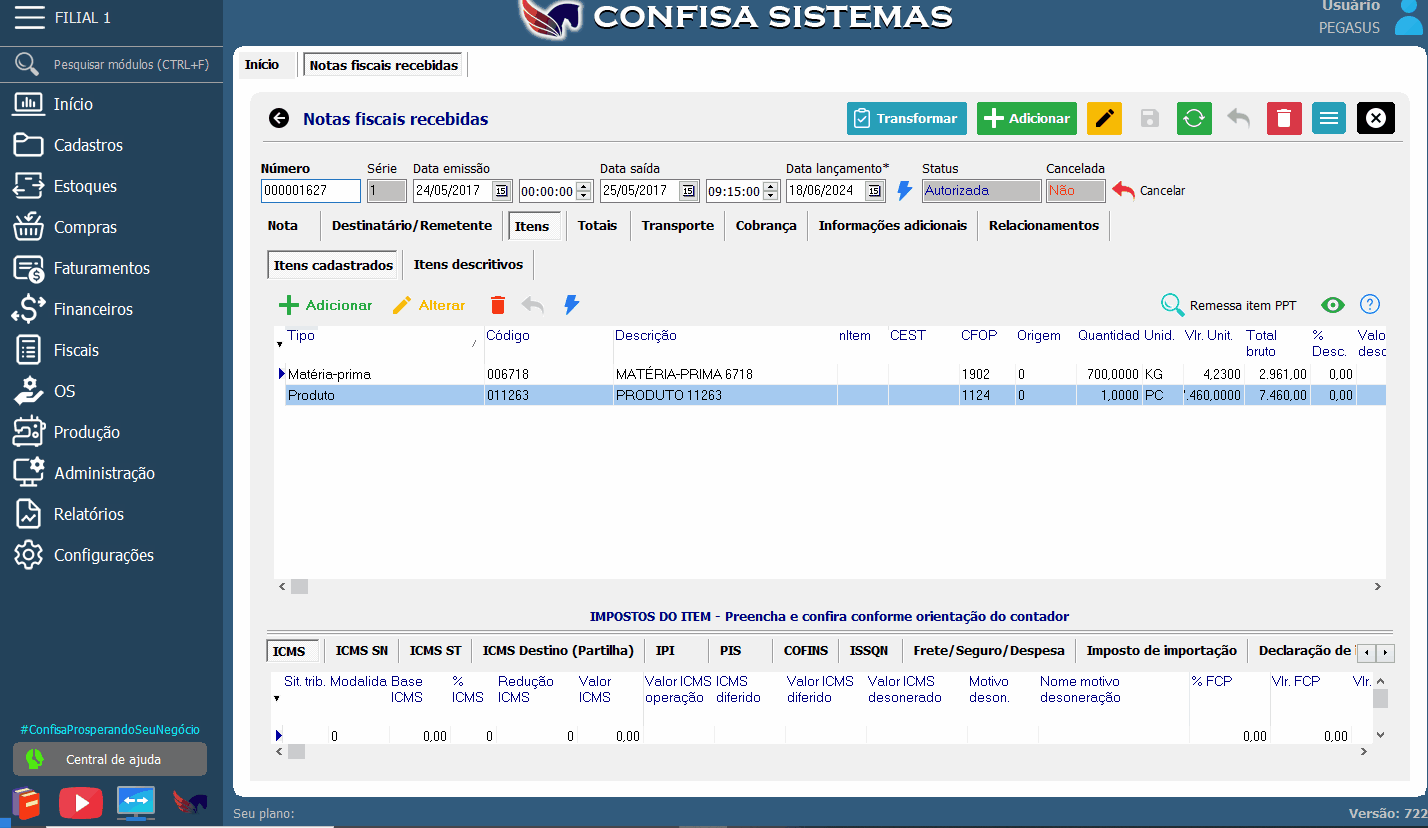 FILIAL 1
CONFISA SISTEMAS
Usuário
PEGASUS
Pesquisar módulos (CTRL+F)
Início
Cadastros
Estoques
Compras
Faturamentos
Financeiros
Fiscais
OS
Produção
Administração
Relatórios
Configurações
#ConfisaProsperandoSeuNegócio
Central de ajuda
Início Notas fiscais recebidas
Notas fiscais recebidas
Transformar Adicionar
Número Série Data emissão Data saída Data lançamento* Status Cancelada
000001627 1 24/05/2017 15 00:00:00 25/05/2017 15 09:15:00 18/06/2024 15 Autorizada Não Cancelar
Nota Destinatário/Remetente Itens Totais Transporte Cobrança Informações adicionais Relacionamentos
Itens cadastrados Itens descritivos
Adicionar Alterar Remessa item PPT ?
Tipo / Código Descrição nItem CEST CFOP Origem Quantidad Unid. Vlr. Unit. Total bruto % Desc. Valo desc
Matéria-prima 006718 MATÉRIA-PRIMA 6718 1902 0 700,0000 KG 4,2300 2.961,00 0,00
Produto 011263 PRODUTO 11263 1124 0 1,0000 PC .460,0000 7.460,00 0,00
IMPOSTOS DO ITEM - Preencha e confira conforme orientação do contador
ICMS ICMS SN ICMS ST ICMS Destino (Partilha) IPI PIS COFINS ISSQN Frete/Seguro/Despesa Imposto de importação Declaração de i
Sit. trib. Modalida Base ICMS % ICMS Redução ICMS Valor ICMS Valor ICMS operação ICMS diferido Valor ICMS diferido Valor ICMS desonerado Motivo deson. Nome motivo desoneração % FCP Vlr. FCP Vlr.
0 0,00 0 0 0,00 0,00 0,00
Seu plano:
Versão: 722